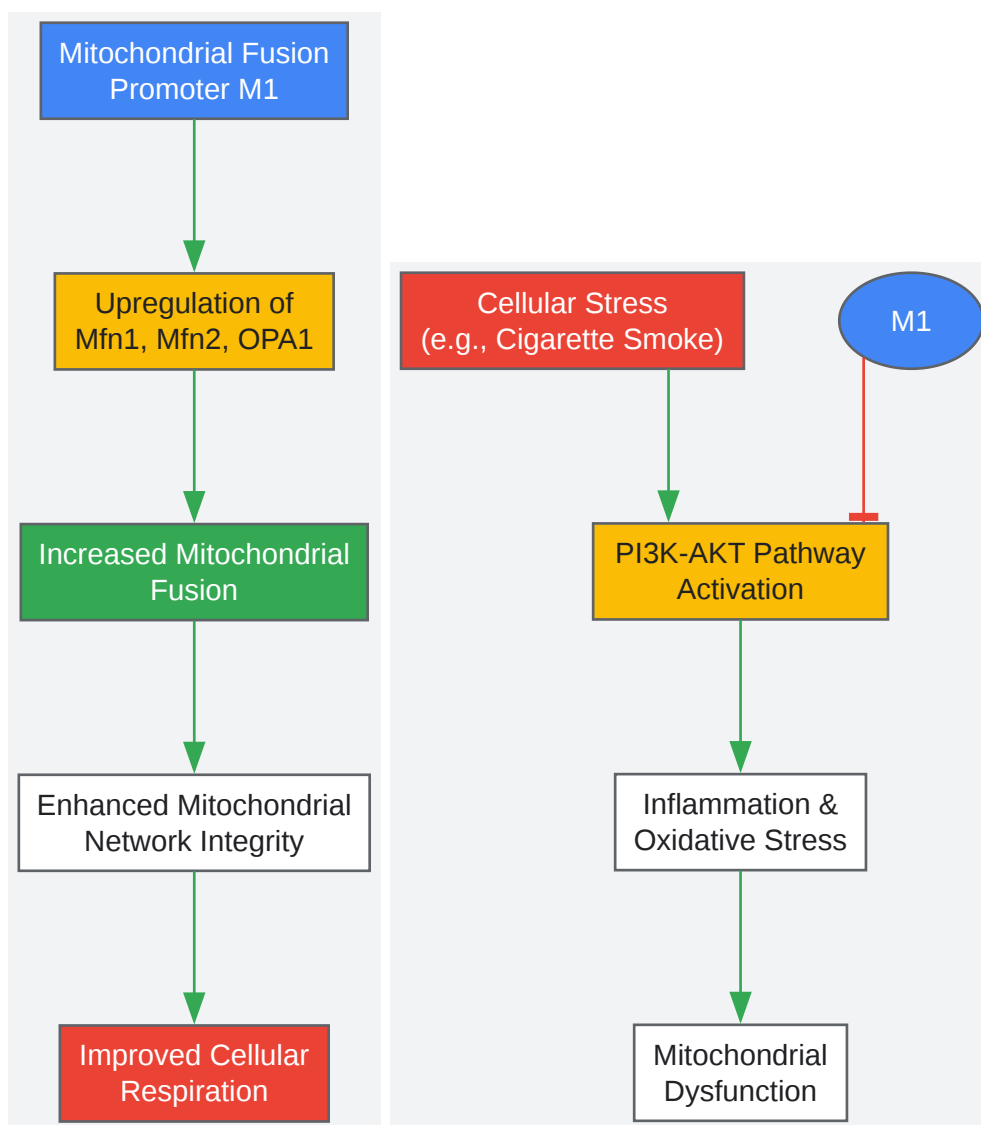 Mitochondrial Fusion
Promoter M1
Upregulation of
Mfn1, Mfn2, OPA1
Increased Mitochondrial
Fusion
Enhanced Mitochondrial
Network Integrity
Improved Cellular
Respiration
Cellular Stress
(e.g., Cigarette Smoke)
M1
PI3K-AKT Pathway
Activation
Inflammation &
Oxidative Stress
Mitochondrial
Dysfunction